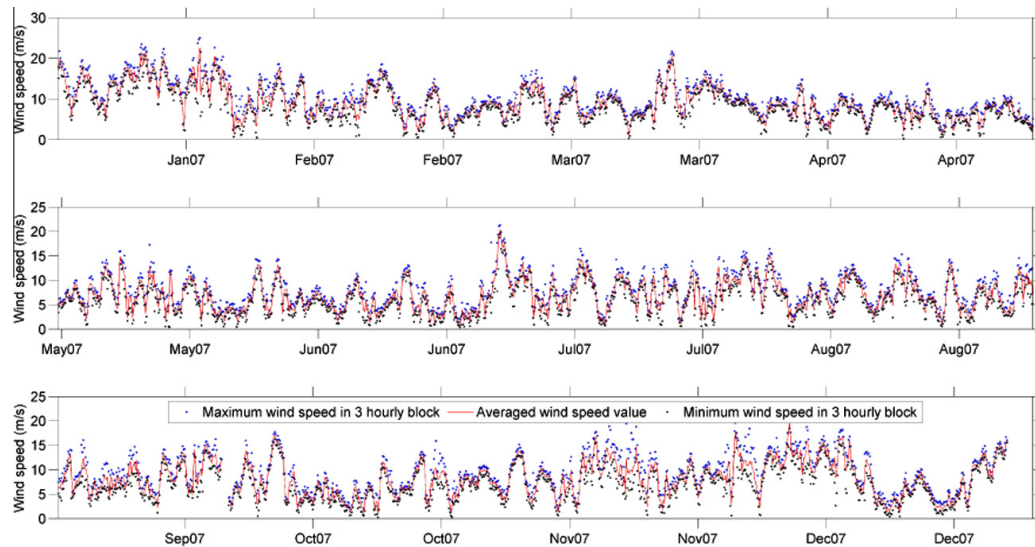 30
20
10
0
Wind speed (m/s)
Jan07 Feb07 Feb07 Mar07 Mar07 Apr07 Apr07
25
20
15
10
5
0
Wind speed (m/s)
May07 May07 Jun07 Jun07 Jul07 Jul07 Aug07 Aug07
25
20
15
10
5
0
Wind speed (m/s)
Maximum wind speed in 3 hourly block Averaged wind speed value Minimum wind speed in 3 hourly block
Sep07 Oct07 Oct07 Nov07 Nov07 Dec07 Dec07